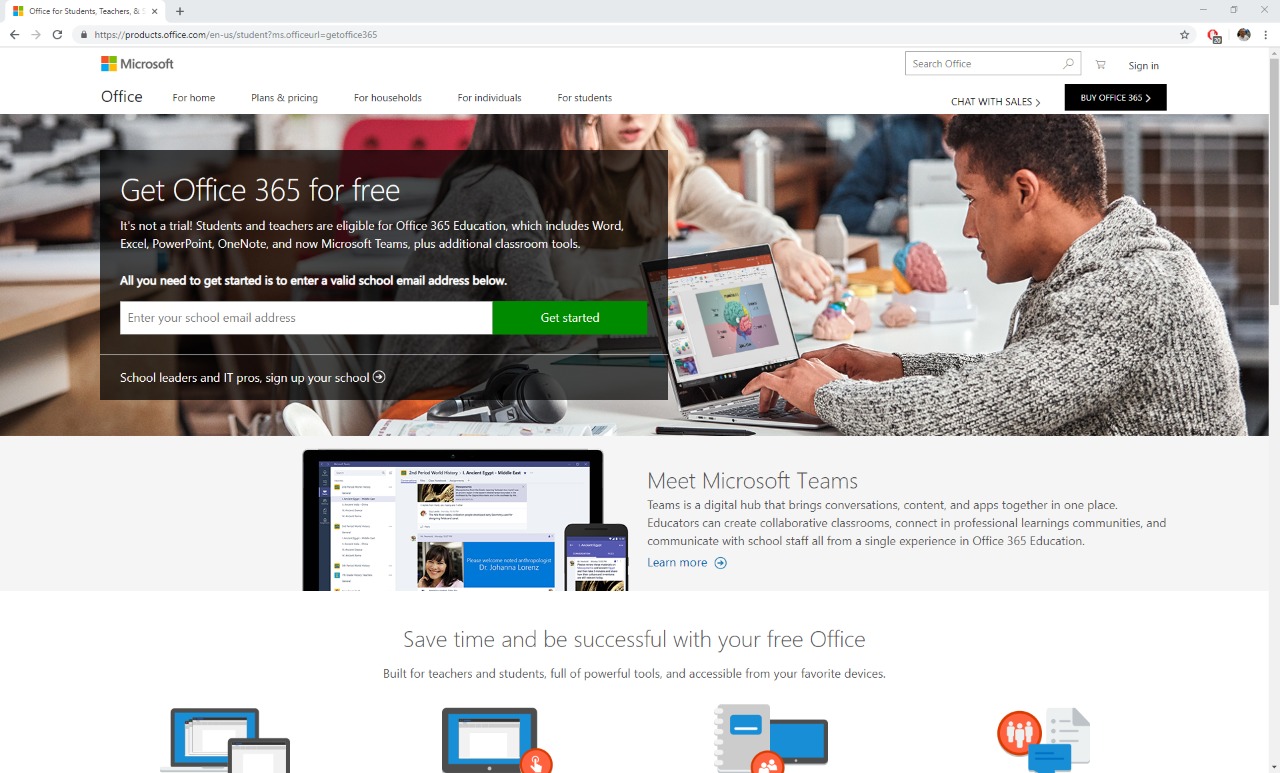 Office for Students, Teachers, & S
https://products.office.com/en-us/student?ms.officeurl=getoffice365
20
Microsoft
Search Office
Sign in
Office
For home
Plans & pricing
For households
For individuals
For students
CHAT WITH SALES
BUY OFFICE 365
Get Office 365 for free
It's not a trial! Students and teachers are eligible for Office 365 Education, which includes Word,
Excel, PowerPoint, OneNote, and now Microsoft Teams, plus additional classroom tools.
All you need to get started is to enter a valid school email address below.
Enter your school email address
Get started
School leaders and IT pros, sign up your school
2nd Period World History > I. Ancient Egypt - Middle East
Please welcome noted anthropologist
Dr. Johanna Lorenz
Meet Microsoft Teams
Teams is a digital hub that brings conversations, content, and apps together in one place.
Educators can create collaborative classrooms, connect in professional learnings communities, and
communicate with school staff all from a single experience in Office 365 Education.
Learn more
Save time and be successful with your free Office
Built for teachers and students, full of powerful tools, and accessible from your favorite devices.